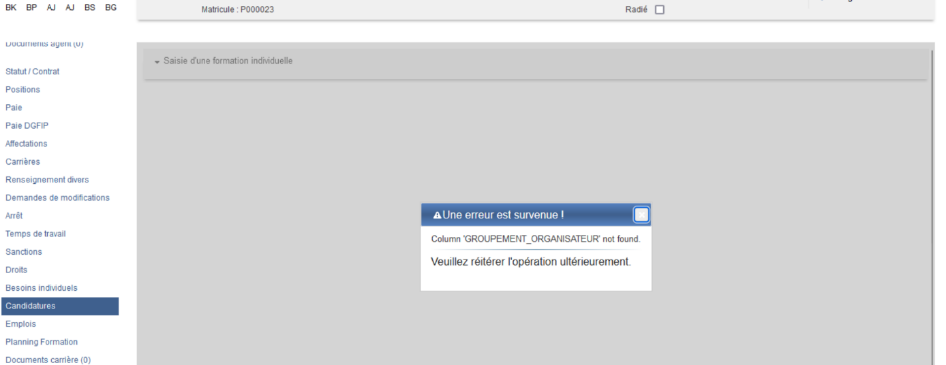 BK BP AJ AJ BS BG
Matricule : P000023
Radié
Documents agent (0)
Saisie d'une formation individuelle
Statut / Contrat
Positions
Paie
Paie DGFIP
Affectations
Carrières
Renseignement divers
Demandes de modifications
Arrêt
Temps de travail
Sanctions
Droits
Besoins individuels
Candidatures
Emplois
Planning Formation
Documents carrière (0)
Une erreur est survenue !
Column 'GROUPEMENT_ORGANISATEUR' not found.
Veuillez réitérer l'opération ultérieurement.